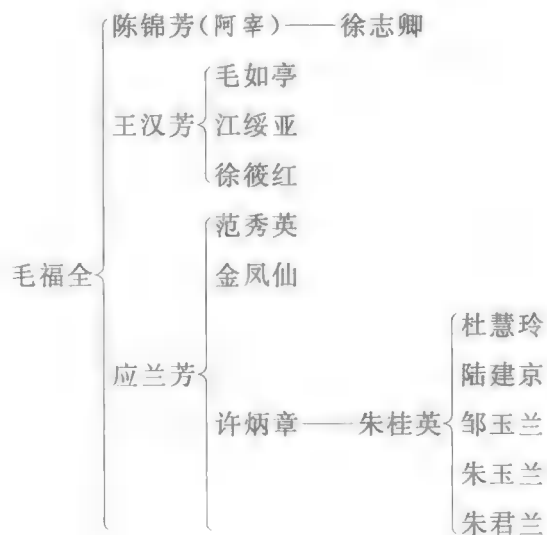 陈锦芳(阿宰)——徐志卿
毛如亭
王汉芳 江绥亚
徐筱红
范秀英
毛福全 金凤仙
杜慧玲
应兰芳 陆建京
许炳章——朱桂英 邹玉兰
朱玉兰
朱君兰